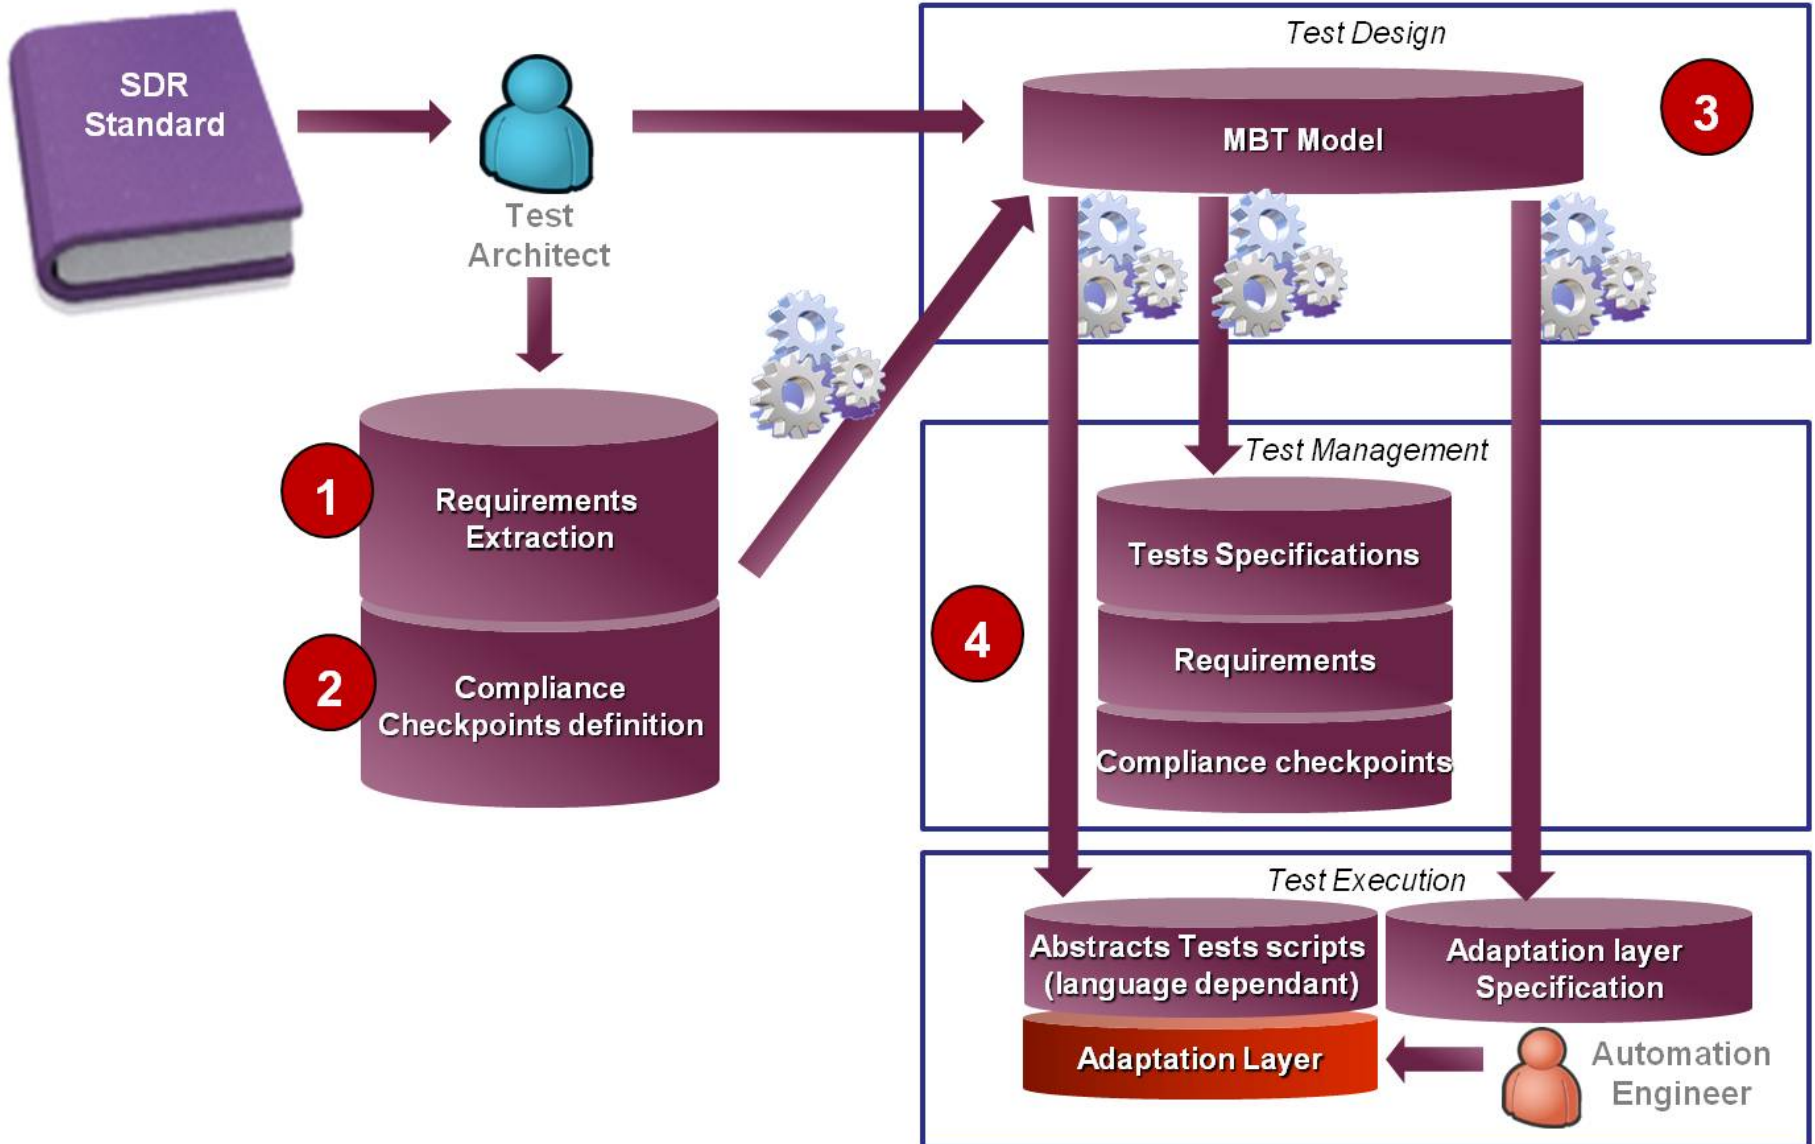 SDR
Standard
Test
Architect
Test Design
MBT Model
3
1
Requirements
Extraction
2
Compliance
Checkpoints definition
Test Management
4
Tests Specifications
Requirements
Compliance checkpoints
Test Execution
Abstracts Tests scripts
(language dependant)
Adaptation layer
Specification
Adaptation Layer
Automation
Engineer